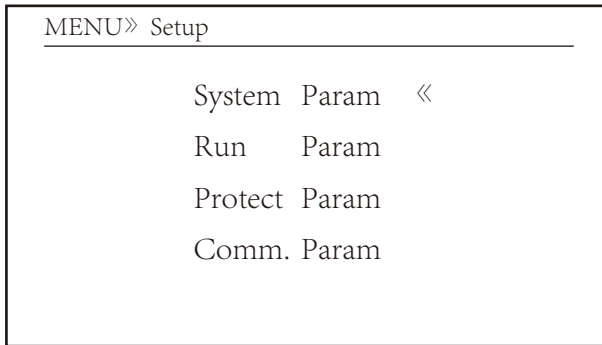 MENU》 Setup
System Param 《
Run Param
Protect Param
Comm. Param